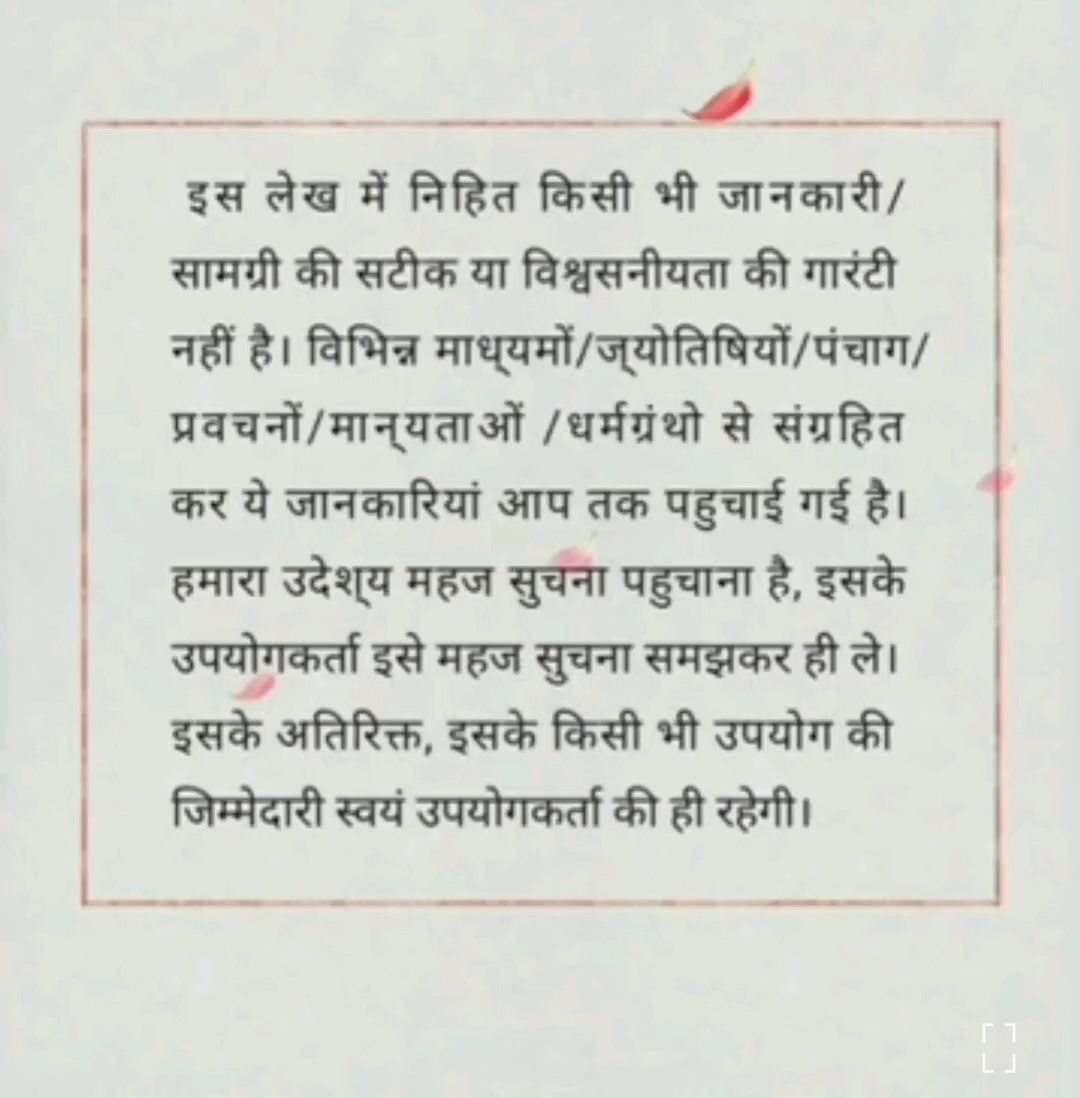 इस लेख में निहित किसी भी जानकारी/
सामग्री की सटीक या विश्वसनीयता की गारंटी
नहीं है। विभिन्न माध्यमों/ज्योतिषियों/पंचाग/
प्रवचनों/मान्यताओं /धर्मग्रंथो से संग्रहित
कर ये जानकारियां आप तक पहुचाई गई है।
हमारा उदेश्य महज सुचना पहुचाना है, इसके
उपयोगकर्ता इसे महज सुचना समझकर ही ले।
इसके अतिरिक्त, इसके किसी भी उपयोग की
जिम्मेदारी स्वयं उपयोगकर्ता की ही रहेगी।